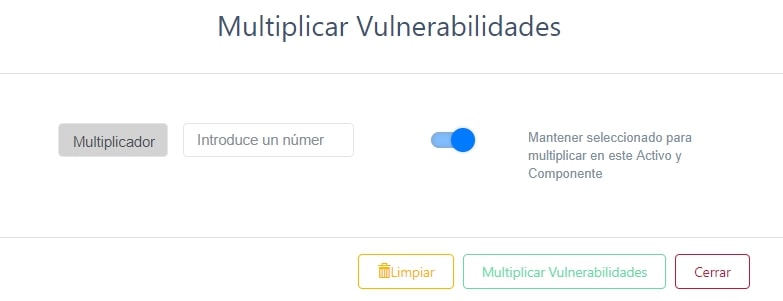 Multiplicar Vulnerabilidades
Multiplicador
Introduce un númer
Mantener seleccionado para
multiplicar en este Activo y
Componente
Limpiar
Multiplicar Vulnerabilidades
Cerrar